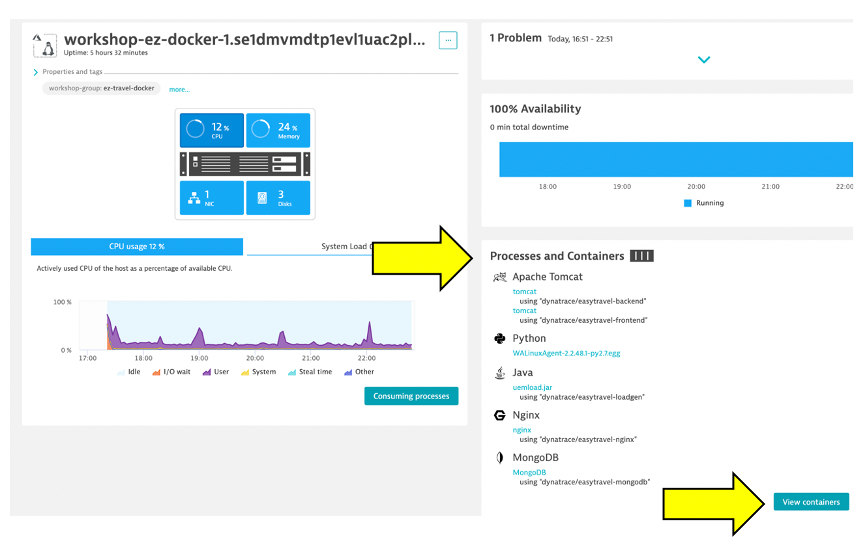 workshop-ez-docker-1.se1dmvmdtp1evl1uac2pl...
...
Uptime: 5 hours 32 minutes
Properties and tags
workshop-group: ez-travel-docker
more...
12 %
CPU
24 %
Memory
1
NIC
3
Disks
CPU usage 12 %
System Load
Actively used CPU of the host as a percentage of available CPU.
100 %
0 %
17:00
18:00
19:00
20:00
21:00
22:00
Idle
I/O wait
User
System
Steal time
Other
Consuming processes
1 Problem Today, 16:51 - 22:51
100% Availability
0 min total downtime
18:00
19:00
20:00
21:00
22:00
Running
Processes and Containers
Apache Tomcat
tomcat
using "dynatrace/easytravel-backend"
tomcat
using "dynatrace/easytravel-frontend"
Python
WALinuxAgent-2.2.48.1-py2.7.egg
Java
uemload.jar
using "dynatrace/easytravel-loadgen"
Nginx
nginx
using "dynatrace/easytravel-nginx"
MongoDB
MongoDB
using "dynatrace/easytravel-mongodb"
View containers